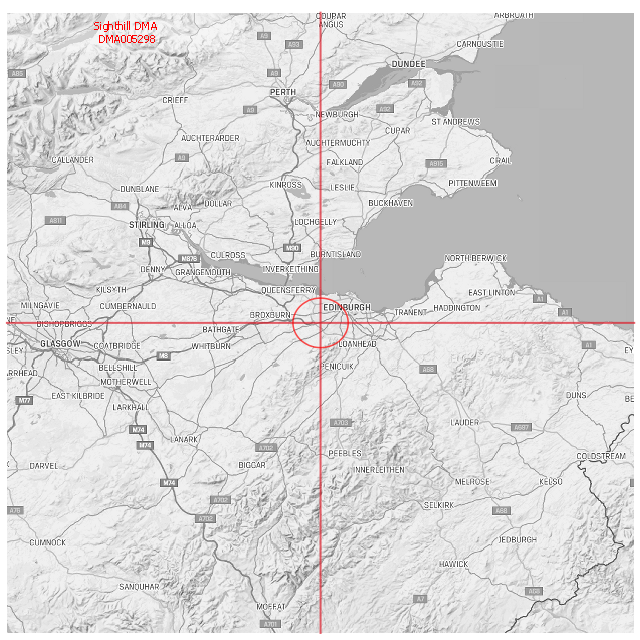 Sighthill DMA
DMA005298
COUPAR
ANGUS
ARBROATH
CARNOUSTIE
A9
A93
DUNDEE
A9
A90
A92
PERTH
CRIEFF
A9
NEWBURGH
A92
ST ANDREWS
CUPAR
AUCHTERARDER
AUCHTERMUCHTY
CALLANDER
A9
FALKLAND
A915
CRAIL
DUNBLANE
KINROSS
LESLIE
PITTENWEEM
ALVA
DOLLAR
BUCKHAVEN
A811
STIRLING
ALLOA
LOCHGELLY
M9
M90
CULROSS
BURNTISLAND
M876
DENNY
GRANGEMOUTH
INVERKEITHING
NORTH BERWICK
KILSYTH
QUEENSFERRY
EAST LINTON
A1
MILNGAVIE
CUMBERNAULD
EDINBURGH
HADDINGTON
BROXBURN
TRANENT
A1
BISHOPBRIGGS
BATHGATE
GLASGOW
COATBRIDGE
WHITBURN
LOANHEAD
A1
SLEY
M8
EY
BELLSHILL
PENICUIK
A68
RRHEAD
MOTHERWELL
M77
EAST KILBRIDE
DUNS
BE
LARKHALL
A703
LAUDER
A697
M74
LANARK
M74
A702
PEEBLES
COLDSTREAM
DARVEL
BIGGAR
INNERLEITHEN
M74
MELROSE
KELSO
A702
A76
SELKIRK
A68
A702
CUMNOCK
JEDBURGH
HAWICK
SANQUHAR
A68
A7
MOFFAT
A701